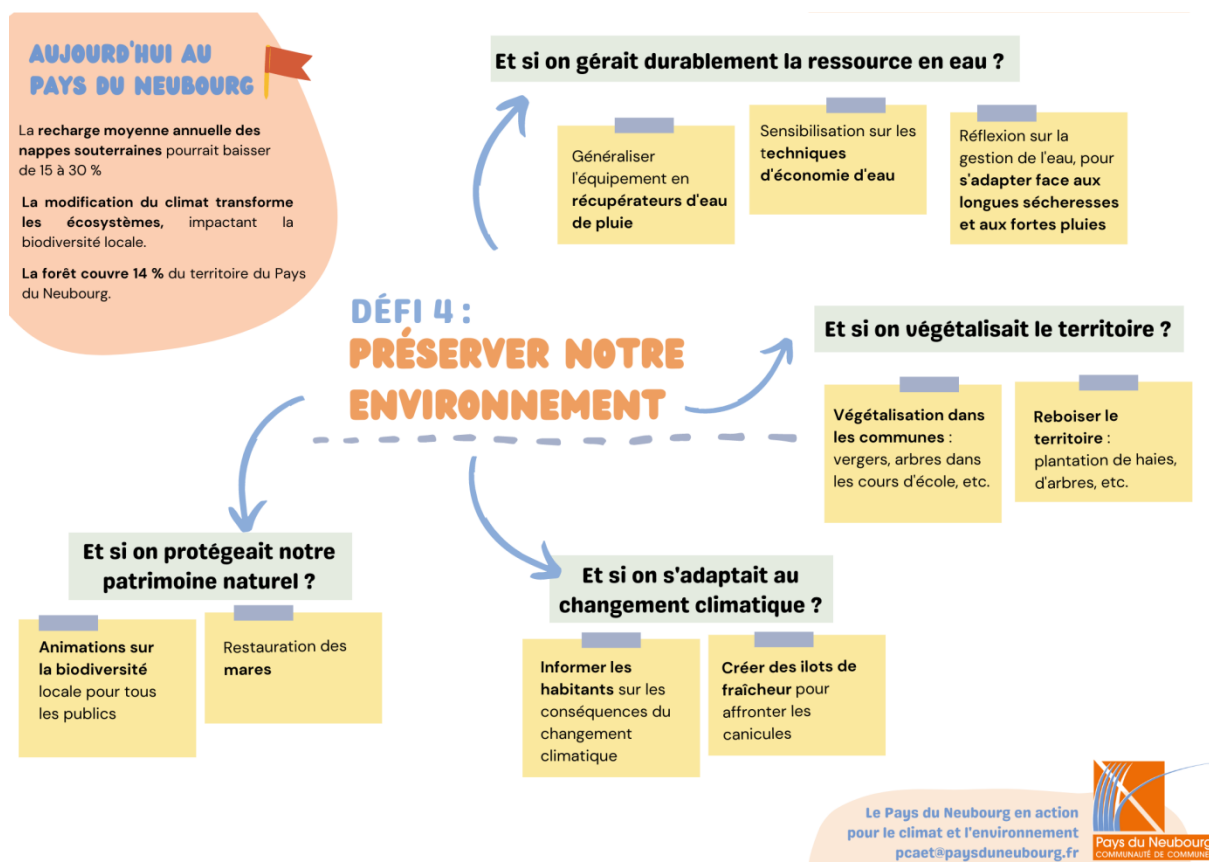 AUJOURD'HUI AU
PAYS DU NEUBOURG
La recharge moyenne annuelle des
nappes souterraines pourrait baisser
de 15 à 30 %
La modification du climat transforme
les écosystèmes, impactant la
biodiversité locale.
La forêt couvre 14 % du territoire du Pays
du Neubourg.
Et si on gérait durablement la ressource en eau ?
Généraliser
l'équipement en
récupérateurs d'eau
de pluie
Sensibilisation sur les
techniques
d'économie d'eau
Réflexion sur la
gestion de l'eau, pour
s'adapter face aux
longues sécheresses
et aux fortes pluies
DÉFI 4 :
PRÉSERVER NOTRE
ENVIRONNEMENT
Et si on végétalisait le territoire ?
Végétalisation dans
les communes :
vergers, arbres dans
les cours d'école, etc.
Reboiser le
territoire :
plantation de haies,
d'arbres, etc.
Et si on protégeait notre
patrimoine naturel ?
Animations sur
la biodiversité
locale pour tous
les publics
Restauration des
mares
Et si on s'adaptait au
changement climatique ?
Informer les
habitants sur les
conséquences du
changement
climatique
Créer des ilots de
fraîcheur pour
affronter les
canicules
Le Pays du Neubourg en action
pour le climat et l'environnement
pcaet@paysduneubourg.fr
Pays du Neubourg
COMMUNAUTÉ DE COMMUNE